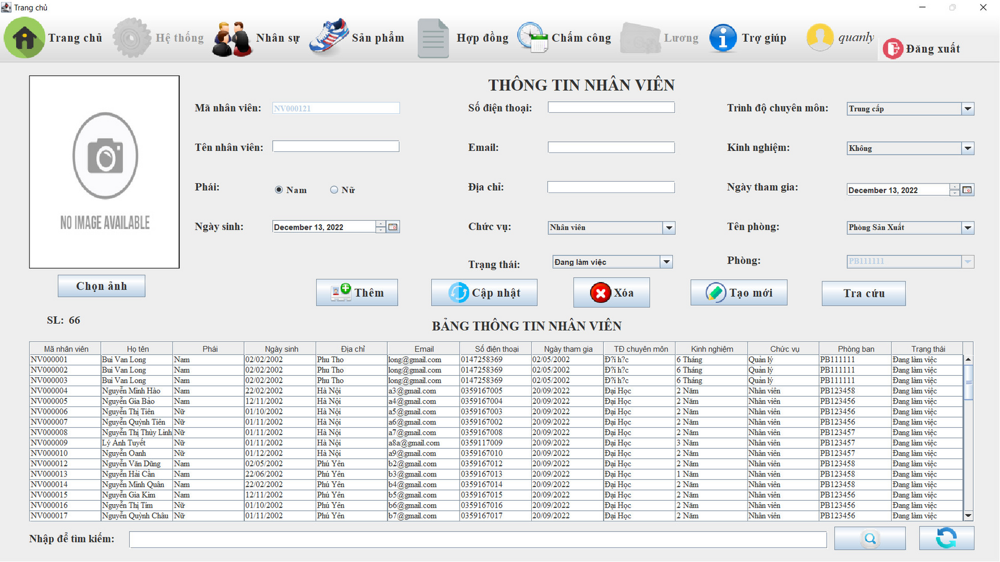 Trang chủ
Trang chủ Hệ thống Nhân sự Sản phẩm Hợp đồng Chấm công Lương Trợ giúp quanly Đăng xuất
THÔNG TIN NHÂN VIÊN
Mã nhân viên: NV000121 Số điện thoại: Trình độ chuyên môn: Trung cấp
Tên nhân viên: Email: Kinh nghiệm: Không
Phái: Nam Nữ Địa chỉ: Ngày tham gia: December 13, 2022
Ngày sinh: December 13, 2022 Chức vụ: Nhân viên Tên phòng: Phòng Sản Xuất
NO IMAGE AVAILABLE
Trạng thái: Đang làm việc Phòng: PB111111
Chọn ảnh Thêm Cập nhật Xóa Tạo mới Tra cứu
SL: 66
BẢNG THÔNG TIN NHÂN VIÊN
Mã nhân viên Họ tên Phái Ngày sinh Địa chỉ Email Số điện thoại Ngày tham gia TĐ chuyên môn Kinh nghiệm Chức vụ Phòng ban Trạng thái
NV000001 Bui Van Long Nam 02/02/2002 Phu Tho long@gmail.com 0147258369 02/05/2002 Đ?i h?c 6 Tháng Quản lý PB111111 Đang làm việc
NV000002 Bui Van Long Nam 02/02/2002 Phu Tho long@gmail.com 0147258369 02/05/2002 Đ?i h?c 6 Tháng Quản lý PB111111 Đang làm việc
NV000003 Bui Van Long Nam 02/02/2002 Phu Tho long@gmail.com 0147258369 02/05/2002 Đ?i h?c 6 Tháng Quản lý PB111111 Đang làm việc
NV000004 Nguyễn Minh Hào Nam 22/02/2002 Hà Nội a3@gmail.com 0359167005 20/09/2022 Đại Học 2 Năm Nhân viên PB123458 Đang làm việc
NV000005 Nguyễn Gia Bảo Nam 12/11/2002 Hà Nội a4@gmail.com 0359167004 20/09/2022 Đại Học 2 Năm Nhân viên PB123456 Đang làm việc
NV000006 Nguyễn Thị Tiên Nữ 01/10/2002 Hà Nội a5@gmail.com 0359167003 20/09/2022 Đại Học 2 Năm Nhân viên PB123456 Đang làm việc
NV000007 Nguyễn Quỳnh Tiên Nữ 01/11/2002 Hà Nội a6@gmail.com 0359167002 20/09/2022 Đại Học 2 Năm Nhân viên PB123456 Đang làm việc
NV000008 Nguyễn Thị Thùy Linh Nữ 01/11/2002 Hà Nội a7@gmail.com 0359167008 20/09/2022 Đại Học 2 Năm Nhân viên PB123457 Đang làm việc
NV000009 Lý Ánh Tuyết Nữ 01/11/2002 Hà Nội a8a@gmail.com 0359117009 20/09/2022 Đại Học 3 Năm Nhân viên PB123457 Đang làm việc
NV000010 Nguyễn Oanh Nữ 01/12/2002 Hà Nội a9@gmail.com 0359167010 20/09/2022 Đại Học 2 Năm Nhân viên PB123457 Đang làm việc
NV000012 Nguyễn Văn Dũng Nam 02/05/2002 Phú Yên b2@gmail.com 0359167012 20/09/2022 Đại Học 2 Năm Nhân viên PB123458 Đang làm việc
NV000013 Nguyễn Hải Cần Nam 22/06/2002 Phú Yên b3@gmail.com 0359167013 20/09/2022 Đại Học 1 Năm Nhân viên PB123458 Đang làm việc
NV000014 Nguyễn Minh Quân Nam 22/02/2002 Phú Yên b4@gmail.com 0359167014 20/09/2022 Đại Học 2 Năm Nhân viên PB123458 Đang làm việc
NV000015 Nguyễn Gia Kim Nam 12/11/2002 Phú Yên b5@gmail.com 0359167015 20/09/2022 Đại Học 2 Năm Nhân viên PB123456 Đang làm việc
NV000016 Nguyễn Thị Tim Nữ 01/10/2002 Phú Yên b6@gmail.com 0359167016 20/09/2022 Đại Học 2 Năm Nhân viên PB123456 Đang làm việc
NV000017 Nguyễn Quỳnh Châu Nữ 01/11/2002 Phú Yên b7@gmail.com 0359167017 20/09/2022 Đại Học 2 Năm Nhân viên PB123456 Đang làm việc
Nhập để tìm kiếm: